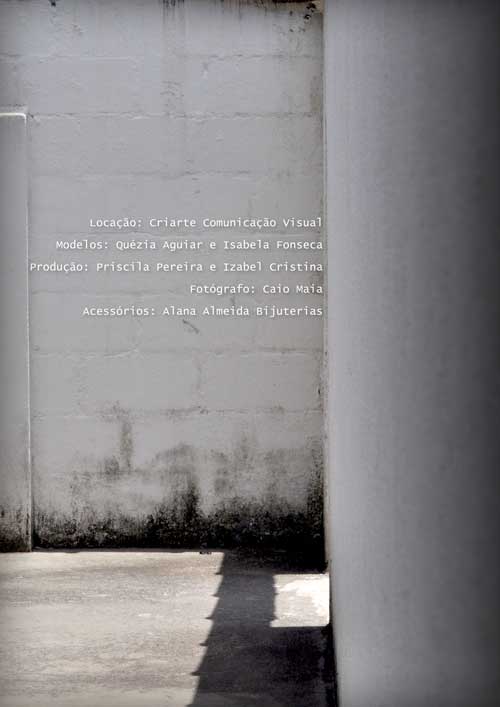 Locação: Criarte Comunicação Visual
Modelos: Quézia Aguiar e Isabela Fonseca
Produção: Priscila Pereira e Izabel Cristina
Fotógrafo: Caio Maia
Acessórios: Alana Almeida Bijuterias